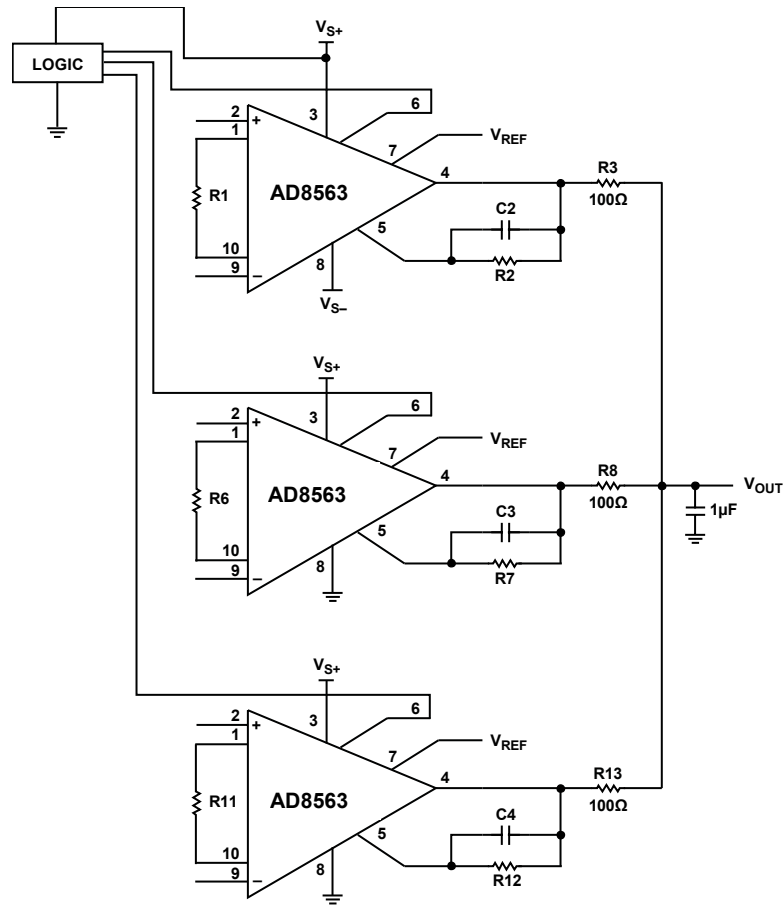 VS+
LOGIC
6
2
3
+
1
7
VREF
4
R3
R1
AD8563
100Ω
C2
5
10
R2
9
–
8
VS–
VS+
6
2
3
+
1
7
VREF
4
R8
R6
AD8563
VOUT
100Ω
1µF
C3
5
10
R7
9
–
8
VS+
6
2
3
+
1
7
VREF
4
R13
R11
AD8563
100Ω
C4
5
10
R12
9
–
8